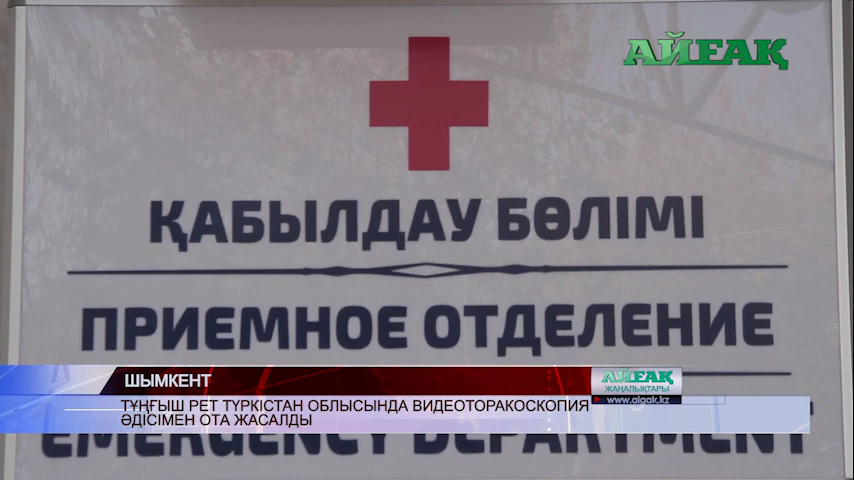 АЙҒАҚ
ҚАБЫЛДАУ БӨЛІМІ
ПРИЕМНОЕ ОТДЕЛЕНИЕ
ШЫМКЕНТ
АЙҒАҚ
ЖАҢАЛЫҚТАРЫ
www.aigak.kz
ТҰҢҒЫШ РЕТ ТҮРКІСТАН ОБЛЫСЫНДА ВИДЕОТОРАКОСКОПИЯ
ӘДІСІМЕН ОТА ЖАСАЛДЫ
EMERGENCY DEPARTMENT